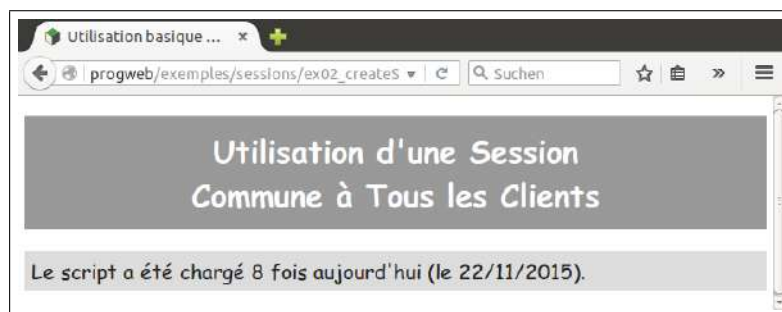 Utilisation basique ...
progweb/exemples/sessions/ex02_createS
Suchen
Utilisation d'une Session
Commune à Tous les Clients
Le script a été chargé 8 fois aujourd'hui (le 22/11/2015).